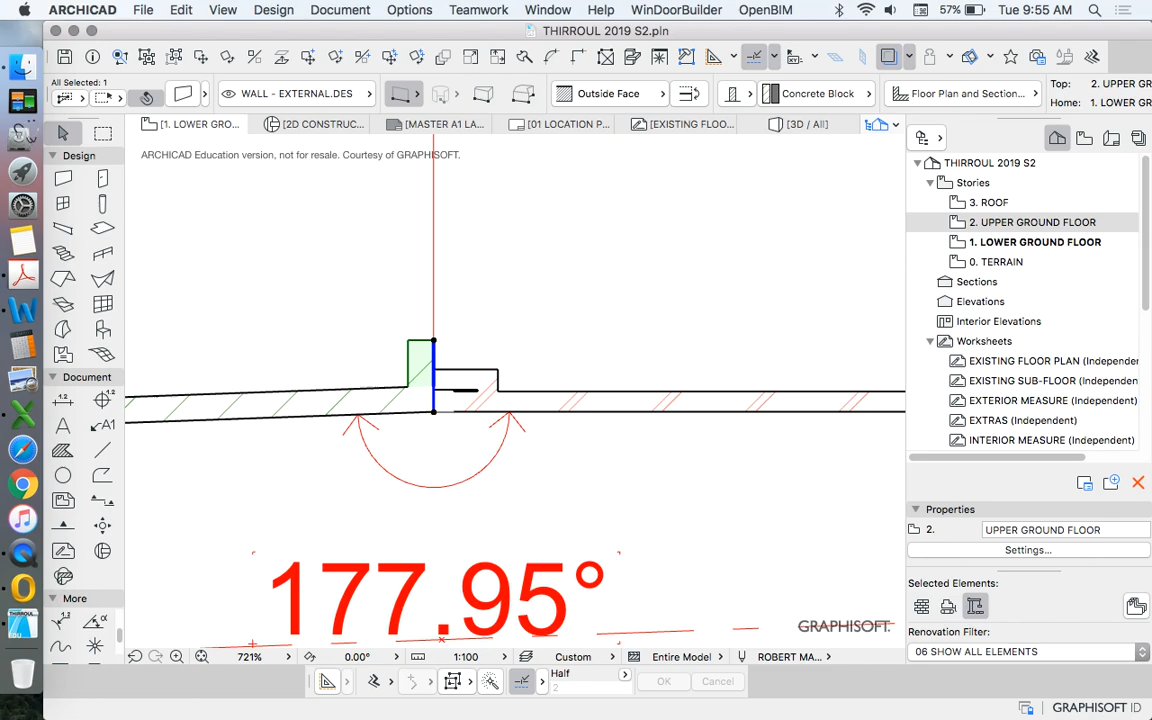 ARCHICAD File Edit View Design Document Options Teamwork Window Help WinDoorBuilder OpenBIM 57% Tue 9:55 AM
THIRROUL 2019 S2.pln
All Selected: 1
WALL - EXTERNAL.DES
Outside Face
Concrete Block
Floor Plan and Section...
Top: 2. UPPER GR
Home: 1. LOWER GR
[1. LOWER GRO...
[2D CONSTRUC...
[MASTER A1 LA...
[01 LOCATION P...
[EXISTING FLOO...
[3D / All]
ARCHICAD Education version, not for resale. Courtesy of GRAPHISOFT.
Design
Document
A
A1
1.2
More
THIRROUL 2019 S2
Stories
3. ROOF
2. UPPER GROUND FLOOR
1. LOWER GROUND FLOOR
0. TERRAIN
Sections
Elevations
Interior Elevations
Worksheets
EXISTING FLOOR PLAN (Independer
EXISTING SUB-FLOOR (Independer
EXTERIOR MEASURE (Independent
EXTRAS (Independent)
INTERIOR MEASURE (Independent)
Properties
2. UPPER GROUND FLOOR
Settings...
Selected Elements:
Renovation Filter:
06 SHOW ALL ELEMENTS
177.95°
GRAPHISOFT.
721% 0.00° 1:100 Custom Entire Model ROBERT MA...
Half
2
OK Cancel
GRAPHISOFT ID